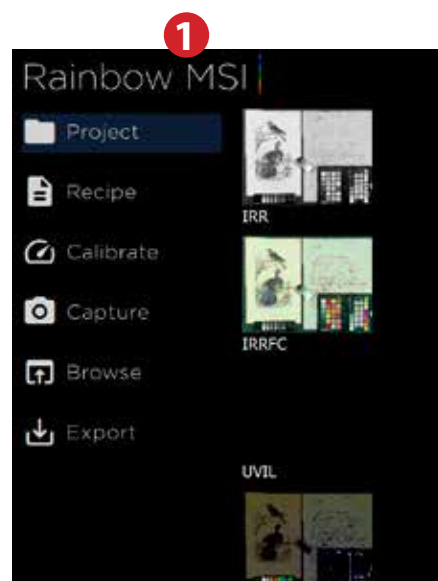 1
Rainbow MSI
Project
Recipe
Calibrate
Capture
Browse
Export
IRR
IRRFC
UVIL